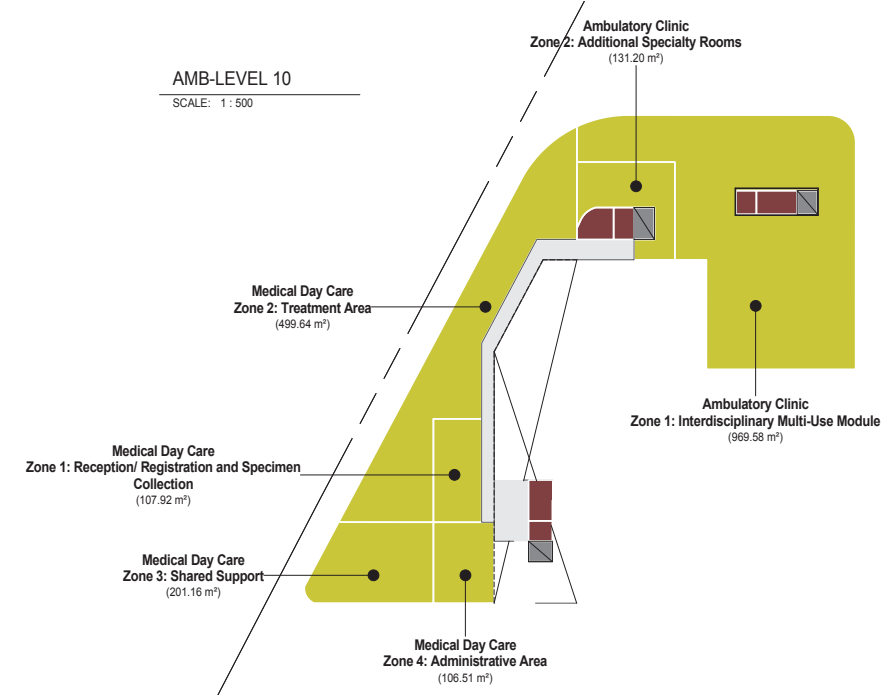 Ambulatory Clinic
Zone 2: Additional Specialty Rooms
(131.20 m²)
AMB-LEVEL 10
SCALE: 1 : 500
Medical Day Care
Zone 2: Treatment Area
(499.64 m²)
Ambulatory Clinic
Zone 1: Interdisciplinary Multi-Use Module
(969.58 m²)
Medical Day Care
Zone 1: Reception/ Registration and Specimen
Collection
(107.92 m²)
Medical Day Care
Zone 3: Shared Support
(201.16 m²)
Medical Day Care
Zone 4: Administrative Area
(106.51 m²)